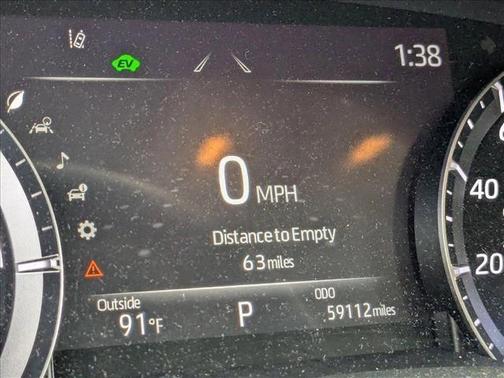 EV
1:38
0 MPH
Distance to Empty
63 miles
Outside
91°F
P
ODO
59112 miles
40
20